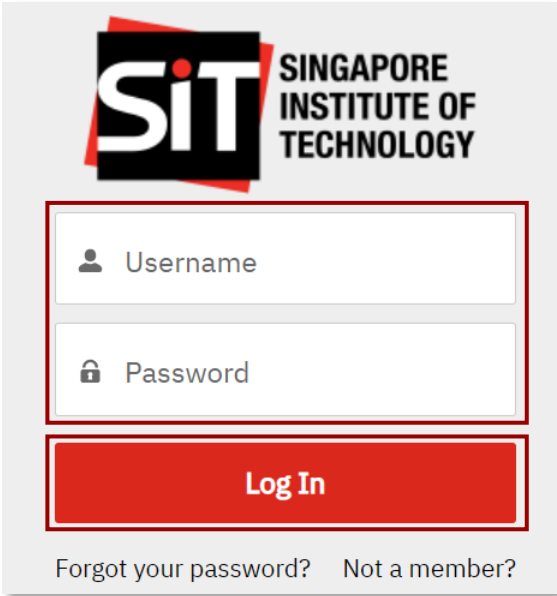 SiT
SINGAPORE
INSTITUTE OF
TECHNOLOGY
Username
Password
Log In
Forgot your password? Not a member?